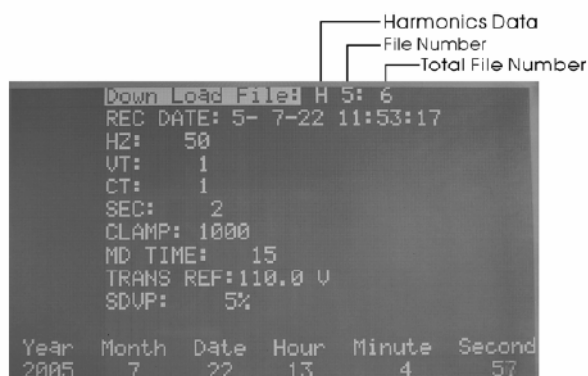 Harmonics Data
File Number
Total File Number
Down Load File: H 5: 6
REC DATE: 5- 7-22 11:53:17
HZ: 50
VT: 1
CT: 1
SEC: 2
CLAMP: 1000
MD TIME: 15
TRANS REF:110.0 V
SDVP: 5%
Year Month Date Hour Minute Second
2005 7 22 13 4 57